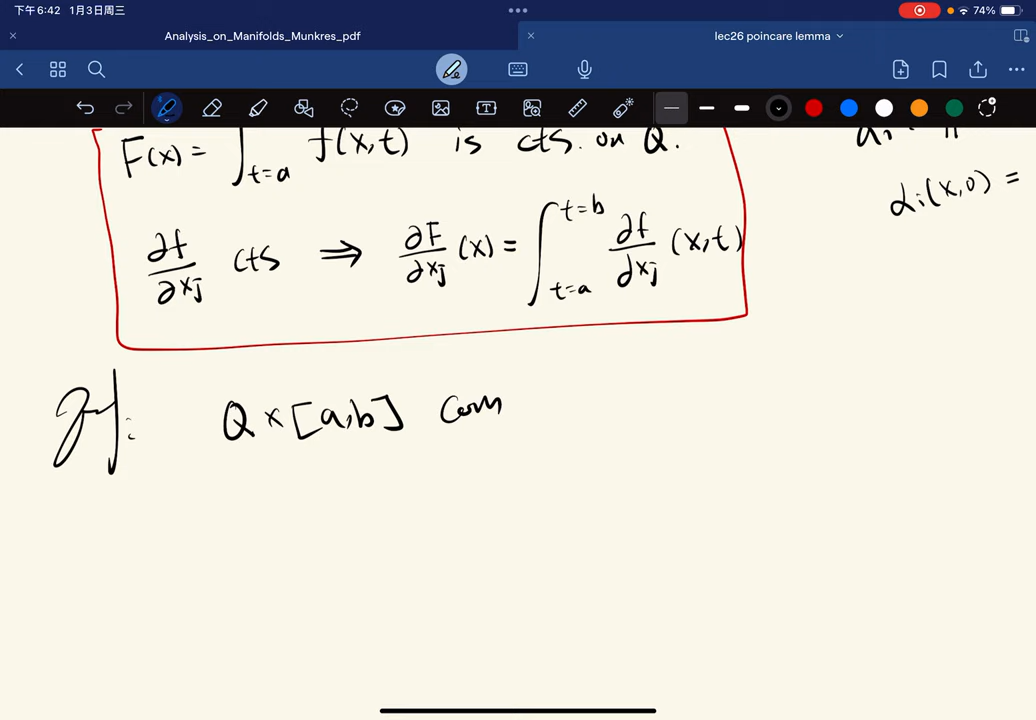 下午6:42 1月3日周三
74%
Analysis_on_Manifolds_Munkres_pdf
lec26 poincare lemma
F(x) = ∫_{t=a} f(x,t) is cts. on Q.
α_i(x,0) =
∂f/∂x_j cts ⇒ ∂F/∂x_j (x) = ∫_{t=a}^{t=b} ∂f/∂x_j (x,t)
Q × [a,b] com